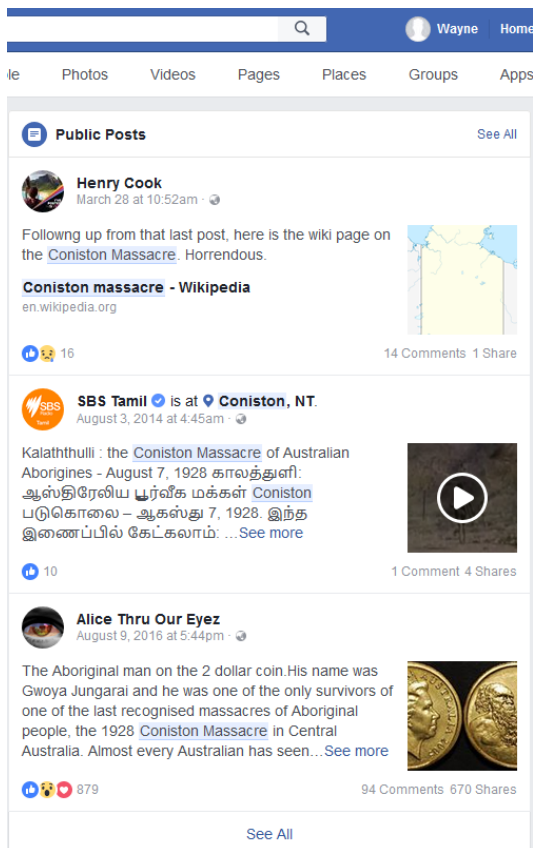 Wayne Home
le Photos Videos Pages Places Groups Apps
Public Posts See All
Henry Cook
March 28 at 10:52am ·
Followng up from that last post, here is the wiki page on
the Coniston Massacre. Horrendous.
Coniston massacre - Wikipedia
en.wikipedia.org
16 14 Comments 1 Share
SBS Tamil is at Coniston, NT.
August 3, 2014 at 4:45am ·
Kalaththulli : the Coniston Massacre of Australian
Aborigines - August 7, 1928 காலத்துளி:
ஆஸ்திரேலிய பூர்வீக மக்கள் Coniston
படுகொலை – ஆகஸ்து 7, 1928. இந்த
இணைப்பில் கேட்கலாம்: ...See more
10 1 Comment 4 Shares
Alice Thru Our Eyez
August 9, 2016 at 5:44pm ·
The Aboriginal man on the 2 dollar coin.His name was
Gwoya Jungarai and he was one of the only survivors of
one of the last recognised massacres of Aboriginal
people, the 1928 Coniston Massacre in Central
Australia. Almost every Australian has seen...See more
879 94 Comments 670 Shares
See All